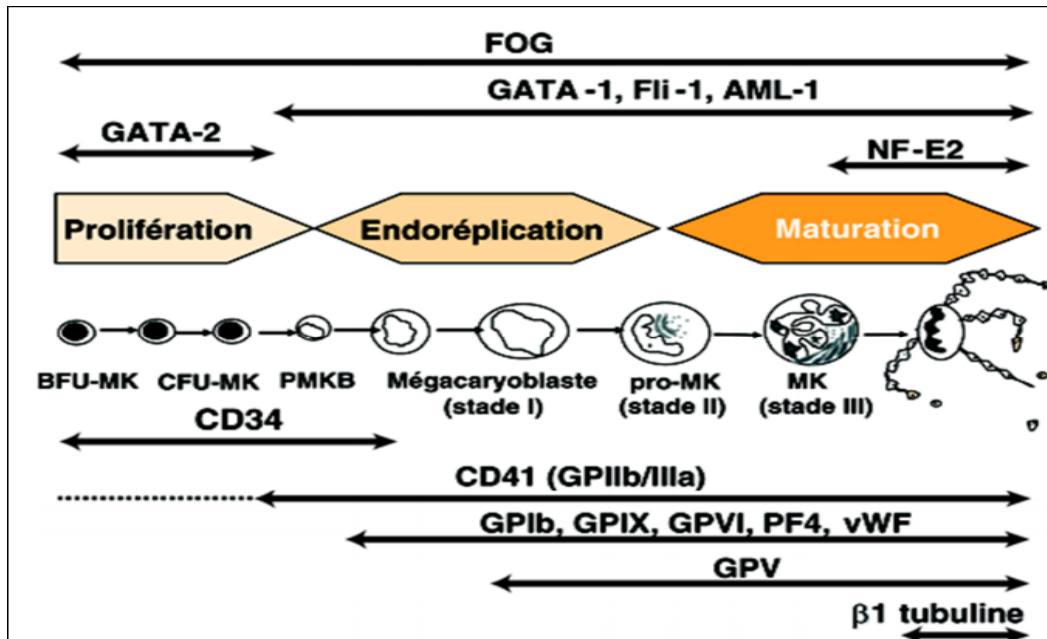 FOG
GATA-1, Fli-1, AML-1
GATA-2
NF-E2
Prolifération
Endoréplication
Maturation
BFU-MK
CFU-MK
PMKB
Mégacaryoblaste
(stade I)
pro-MK
(stade II)
MK
(stade III)
CD34
CD41 (GPIIb/IIIa)
GPIb, GPIX, GPVI, PF4, vWF
GPV
β1 tubuline